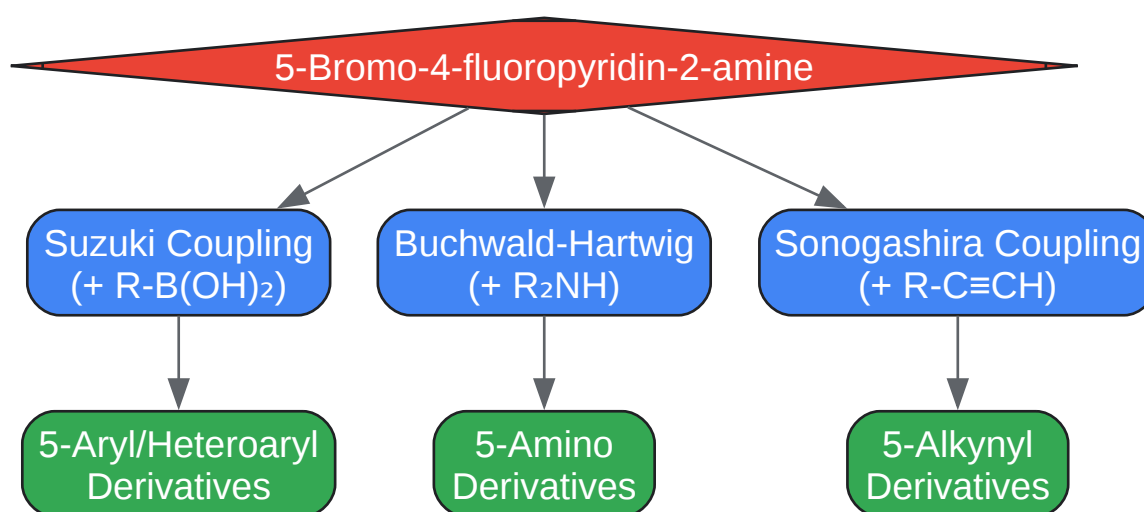 5-Bromo-4-fluoropyridin-2-amine
Suzuki Coupling
(+ R-B(OH)₂)
Buchwald-Hartwig
(+ R₂NH)
Sonogashira Coupling
(+ R-C≡CH)
5-Aryl/Heteroaryl
Derivatives
5-Amino
Derivatives
5-Alkynyl
Derivatives